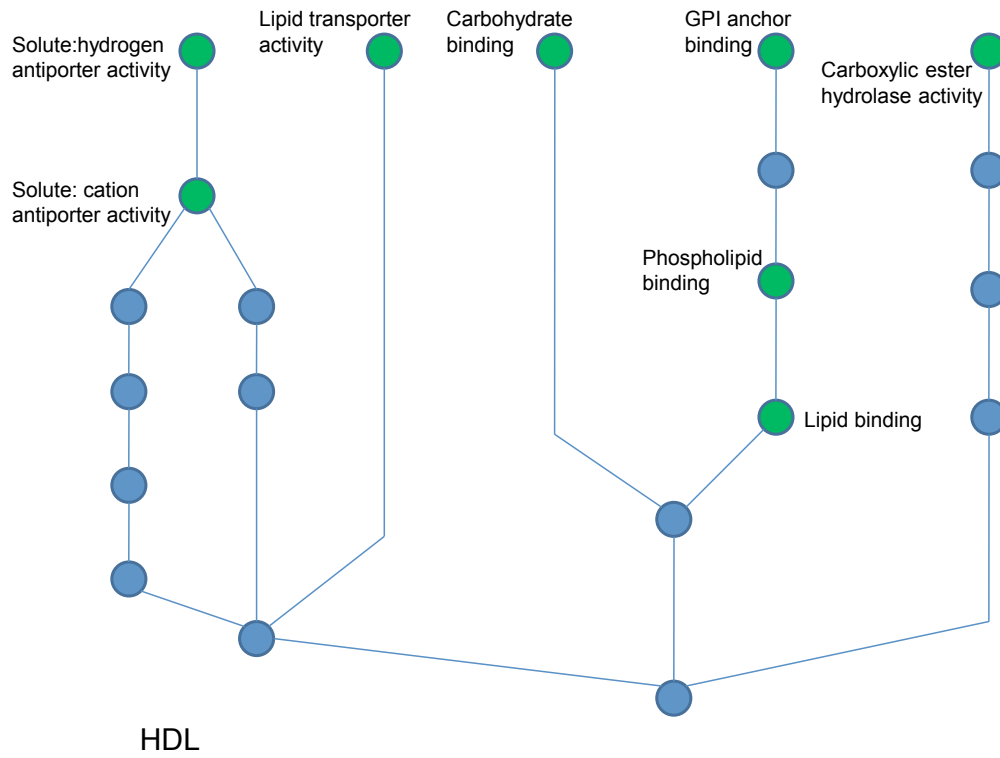 Solute:hydrogen
antiporter activity
Lipid transporter
activity
Carbohydrate
binding
GPI anchor
binding
Carboxylic ester
hydrolase activity
Solute: cation
antiporter activity
Phospholipid
binding
Lipid binding
HDL